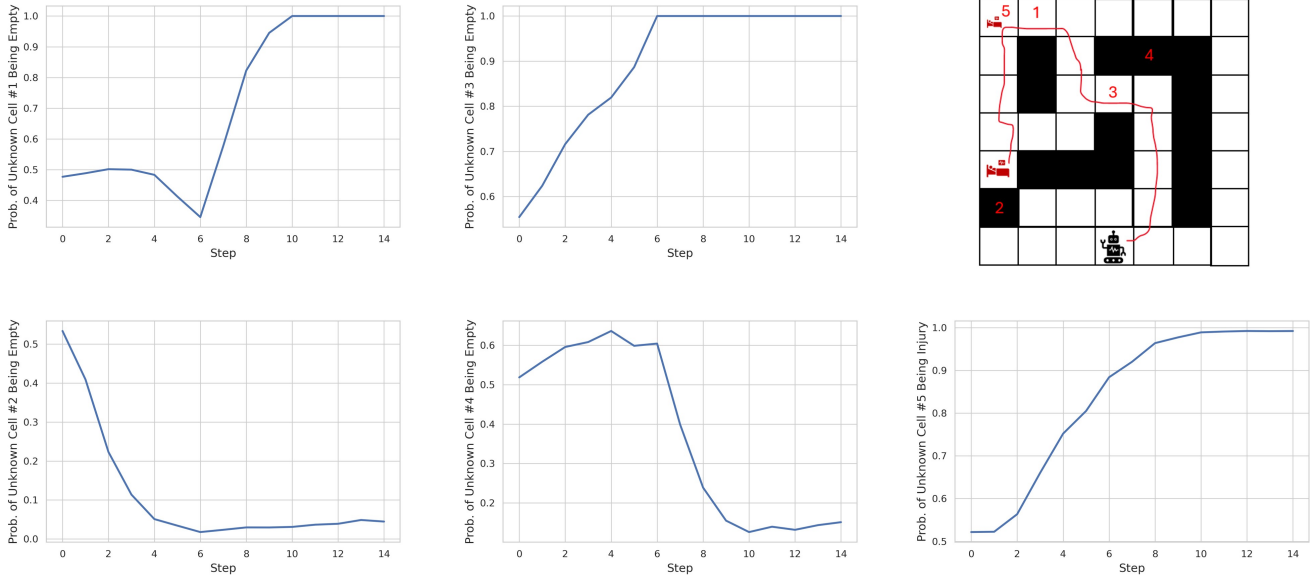 Prob. of Unknown Cell #1 Being Empty
1.0
0.9
0.8
0.7
0.6
0.5
0.4
0 2 4 6 8 10 12 14
Step
Prob. of Unknown Cell #3 Being Empty
1.0
0.9
0.8
0.7
0.6
0 2 4 6 8 10 12 14
Step
5 1
4
3
2
Prob. of Unknown Cell #2 Being Empty
0.5
0.4
0.3
0.2
0.1
0.0
0 2 4 6 8 10 12 14
Step
Prob. of Unknown Cell #4 Being Empty
0.6
0.5
0.4
0.3
0.2
0 2 4 6 8 10 12 14
Step
Prob. of Unknown Cell #5 Being Injury
1.0
0.9
0.8
0.7
0.6
0.5
0 2 4 6 8 10 12 14
Step